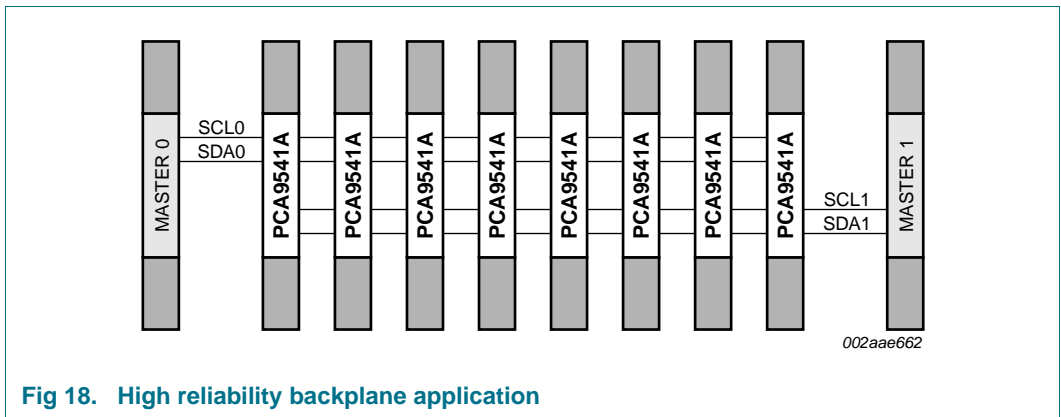 MASTER 0
SCL0
SDA0
PCA9541A
PCA9541A
PCA9541A
PCA9541A
PCA9541A
PCA9541A
PCA9541A
PCA9541A
SCL1
SDA1
MASTER 1
002aae662
Fig 18. High reliability backplane application